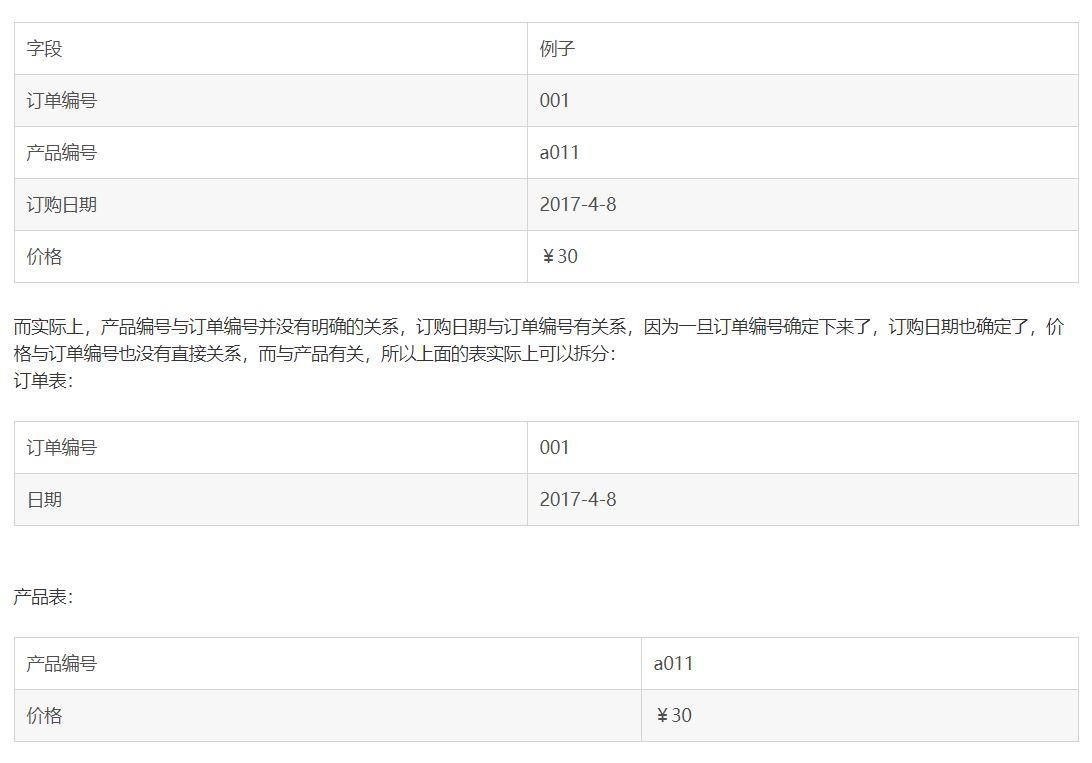 字段 例子
订单编号 001
产品编号 a011
订购日期 2017-4-8
价格 ￥30
而实际上，产品编号与订单编号并没有明确的关系，订购日期与订单编号有关系，因为一旦订单编号确定下来了，订购日期也确定了，价
格与订单编号也没有直接关系，而与产品有关，所以上面的表实际上可以拆分：
订单表：
订单编号 001
日期 2017-4-8
产品表：
产品编号 a011
价格 ￥30